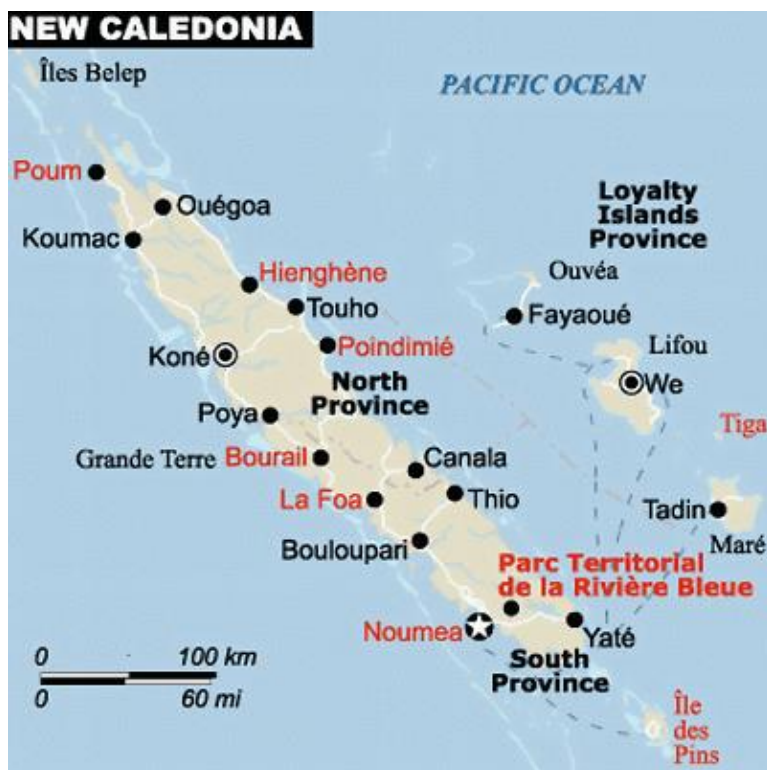 NEW CALEDONIA
Îles Belep
PACIFIC OCEAN
Poum
Ouégoa
Loyalty
Islands
Province
Koumac
Hienghène
Ouvéa
Touho
Fayaoué
Koné
Poindimié
Lifou
North
Province
We
Poya
Tiga
Grande Terre
Bourail
Canala
La Foa
Thio
Tadin
Bouloupari
Maré
Parc Territorial
de la Rivière Bleue
Noumea
Yaté
0 100 km
0 60 mi
South
Province
Île
des
Pins